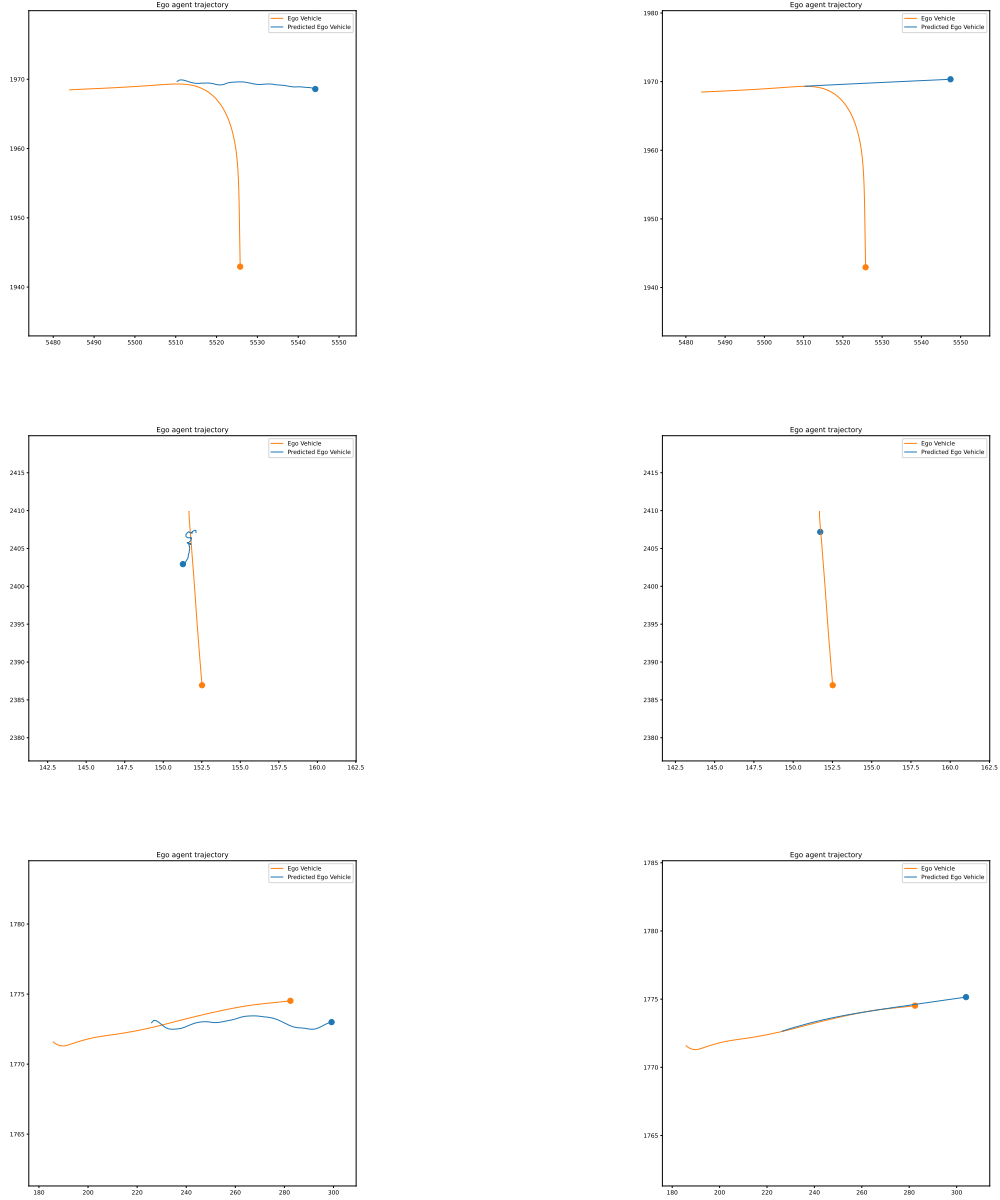 Ego agent trajectory
Ego Vehicle
Predicted Ego Vehicle
1970
1960
1950
1940
5480 5490 5500 5510 5520 5530 5540 5550
Ego agent trajectory
Ego Vehicle
Predicted Ego Vehicle
1980
1970
1960
1950
1940
5480 5490 5500 5510 5520 5530 5540 5550
Ego agent trajectory
Ego Vehicle
Predicted Ego Vehicle
2415
2410
2405
2400
2395
2390
2385
2380
142.5 145.0 147.5 150.0 152.5 155.0 157.5 160.0 162.5
Ego agent trajectory
Ego Vehicle
Predicted Ego Vehicle
2415
2410
2405
2400
2395
2390
2385
2380
142.5 145.0 147.5 150.0 152.5 155.0 157.5 160.0 162.5
Ego agent trajectory
Ego Vehicle
Predicted Ego Vehicle
1780
1775
1770
1765
180 200 220 240 260 280 300
Ego agent trajectory
Ego Vehicle
Predicted Ego Vehicle
1785
1780
1775
1770
1765
180 200 220 240 260 280 300